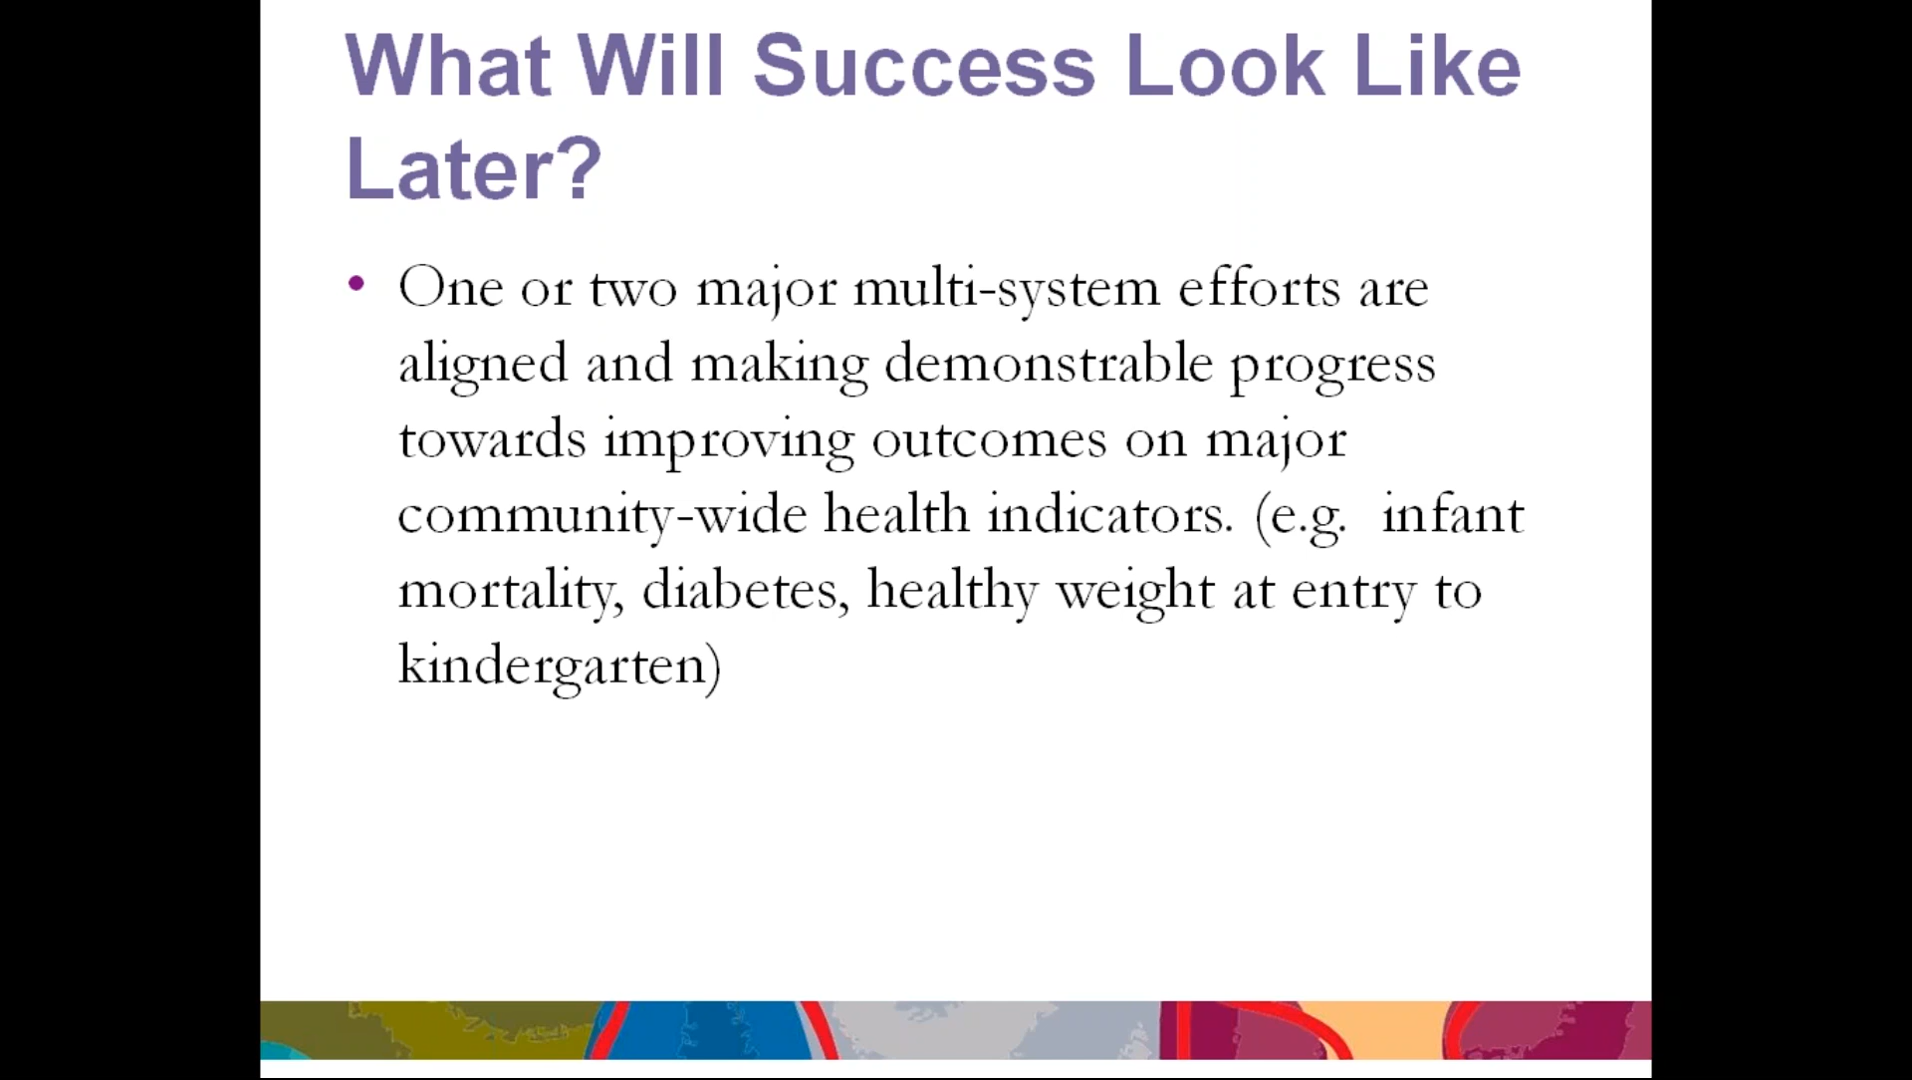 What Will Success Look Like
Later?
• One or two major multi-system efforts are
aligned and making demonstrable progress
towards improving outcomes on major
community-wide health indicators. (e.g.  infant
mortality, diabetes, healthy weight at entry to
kindergarten)